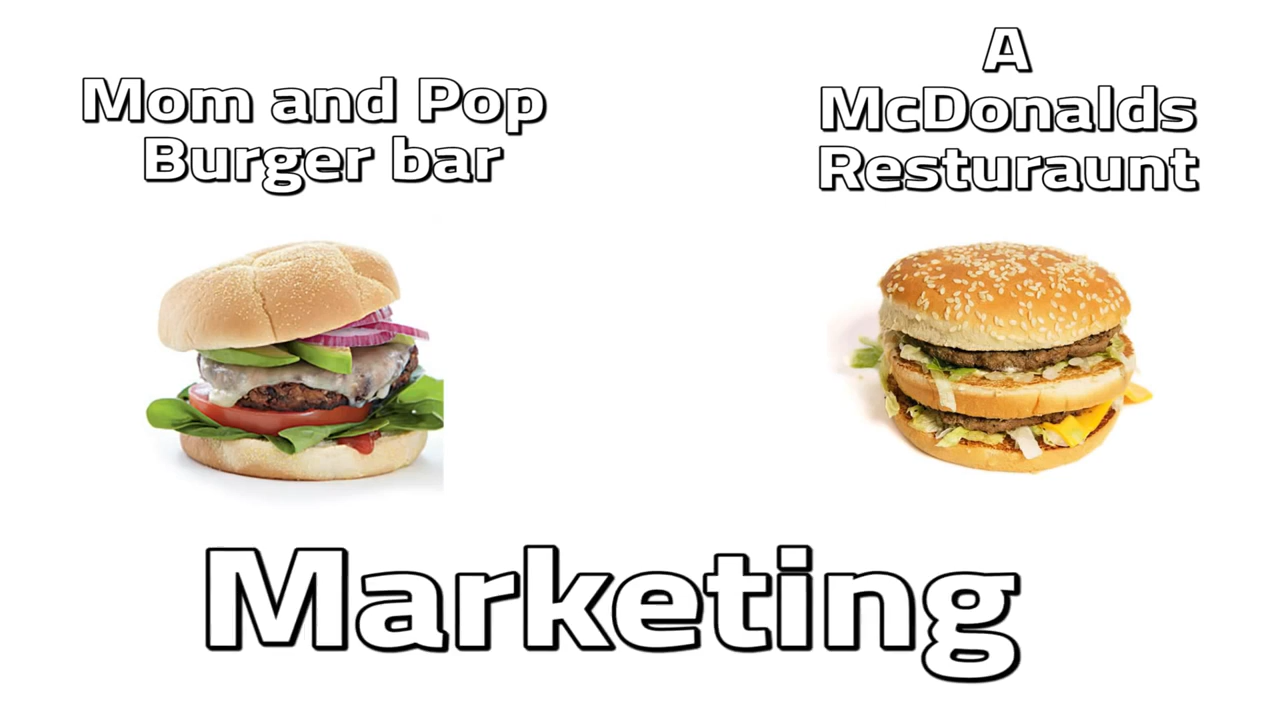 Mom and Pop
Burger bar
A
McDonalds
Resturaunt
Marketing